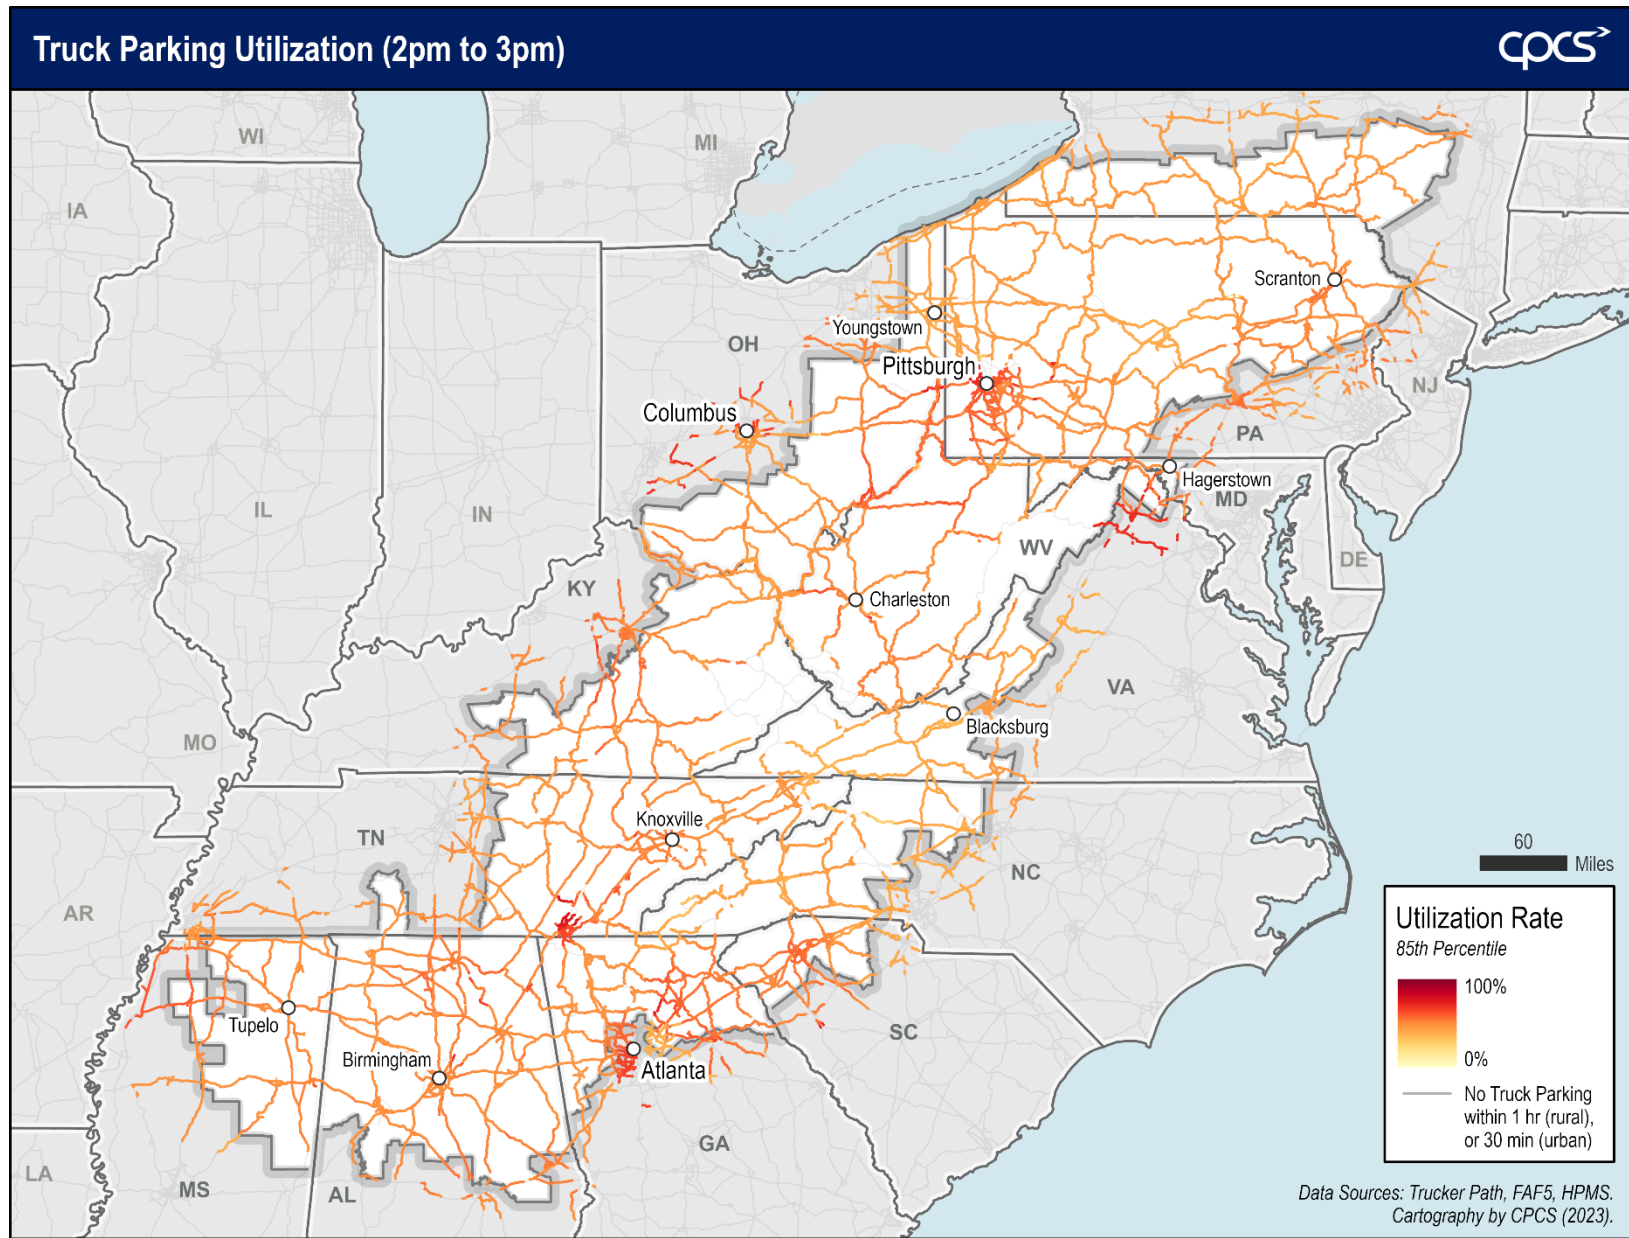 Truck Parking Utilization (2pm to 3pm)
cpcs
WI
MI
IA
Scranton
Youngstown
OH
Pittsburgh
NJ
Columbus
PA
Hagerstown
MD
IL
IN
WV
DE
KY
Charleston
VA
Blacksburg
MO
Knoxville
TN
NC
60
Miles
AR
Utilization Rate
85th Percentile
100%
0%
No Truck Parking
within 1 hr (rural),
or 30 min (urban)
Tupelo
SC
Birmingham
Atlanta
GA
LA
MS
AL
Data Sources: Trucker Path, FAF5, HPMS.
Cartography by CPCS (2023).